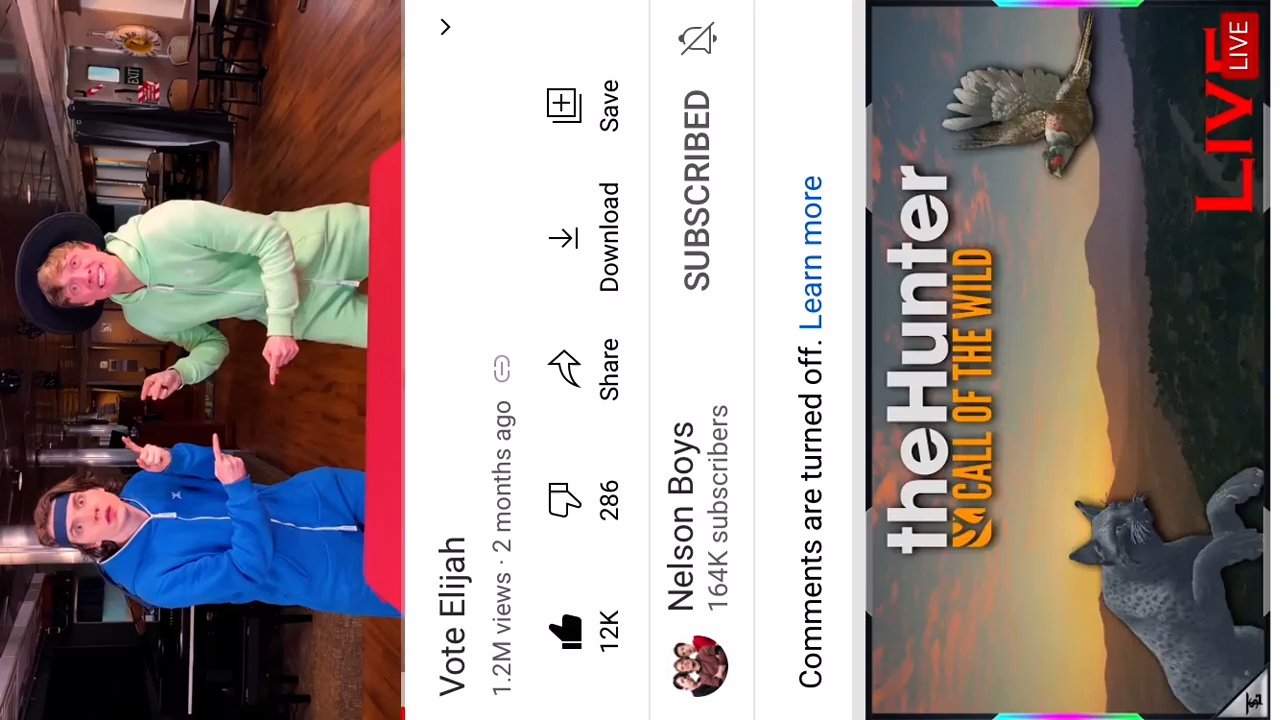 EXIT
Vote Elijah
1.2M views · 2 months ago
12K
286
Share
Download
Save
Nelson Boys
164K subscribers
SUBSCRIBED
Comments are turned off. Learn more
theHunter
CALL OF THE WILD
LIVE
LIVE